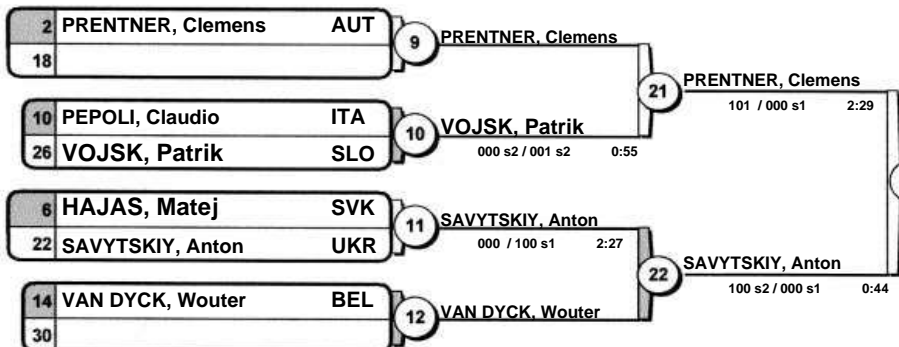 2 PRENTNER, Clemens AUT
18
9 PRENTNER, Clemens
10 PEPOLI, Claudio ITA
26 VOJSK, Patrik SLO
10 VOJSK, Patrik
000 s2 / 001 s2 0:55
21 PRENTNER, Clemens
101 / 000 s1 2:29
6 HAJAS, Matej SVK
22 SAVYTSKIY, Anton UKR
11 SAVYTSKIY, Anton
000 / 100 s1 2:27
14 VAN DYCK, Wouter BEL
30
12 VAN DYCK, Wouter
22 SAVYTSKIY, Anton
100 s2 / 000 s1 0:44